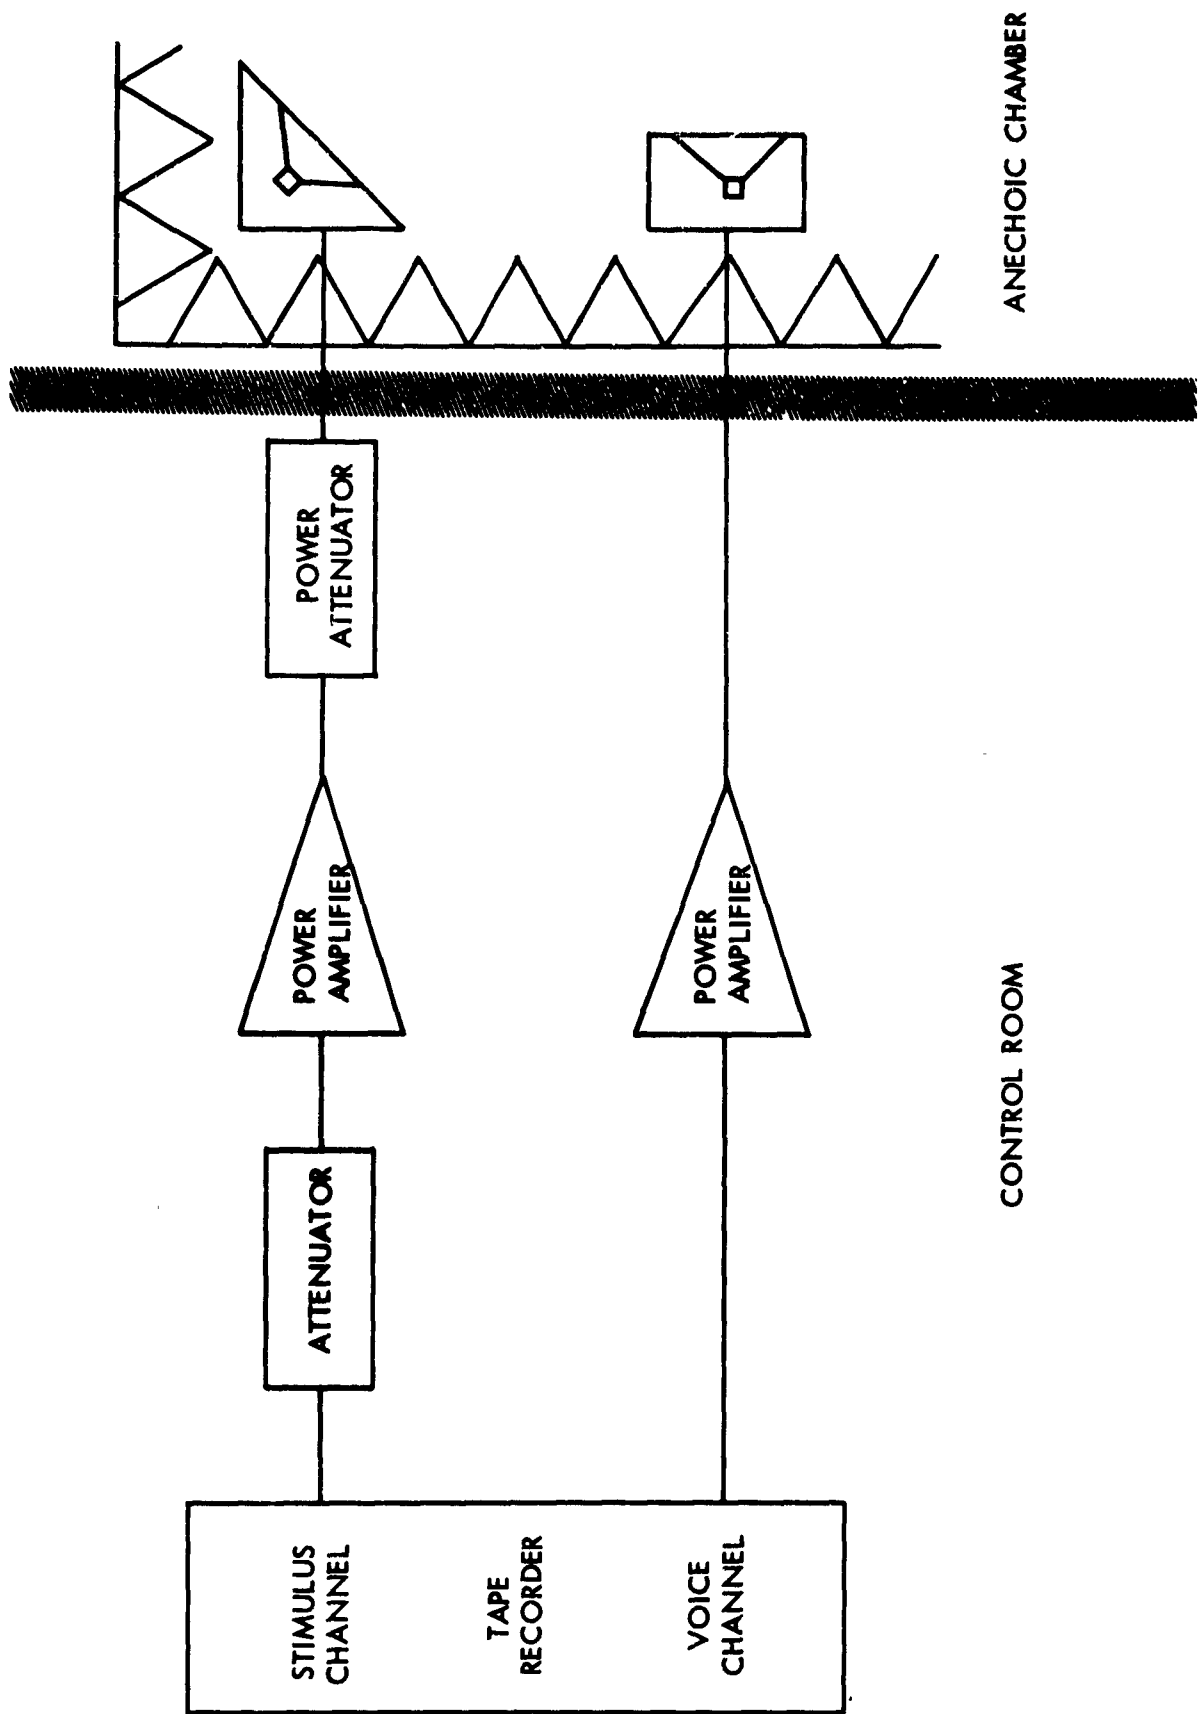 STIMULUS
CHANNEL
TAPE
RECORDER
VOICE
CHANNEL
ATTENUATOR
POWER
AMPLIFIER
POWER
AMPLIFIER
POWER
ATTENUATOR
CONTROL ROOM
ANECHOIC CHAMBER